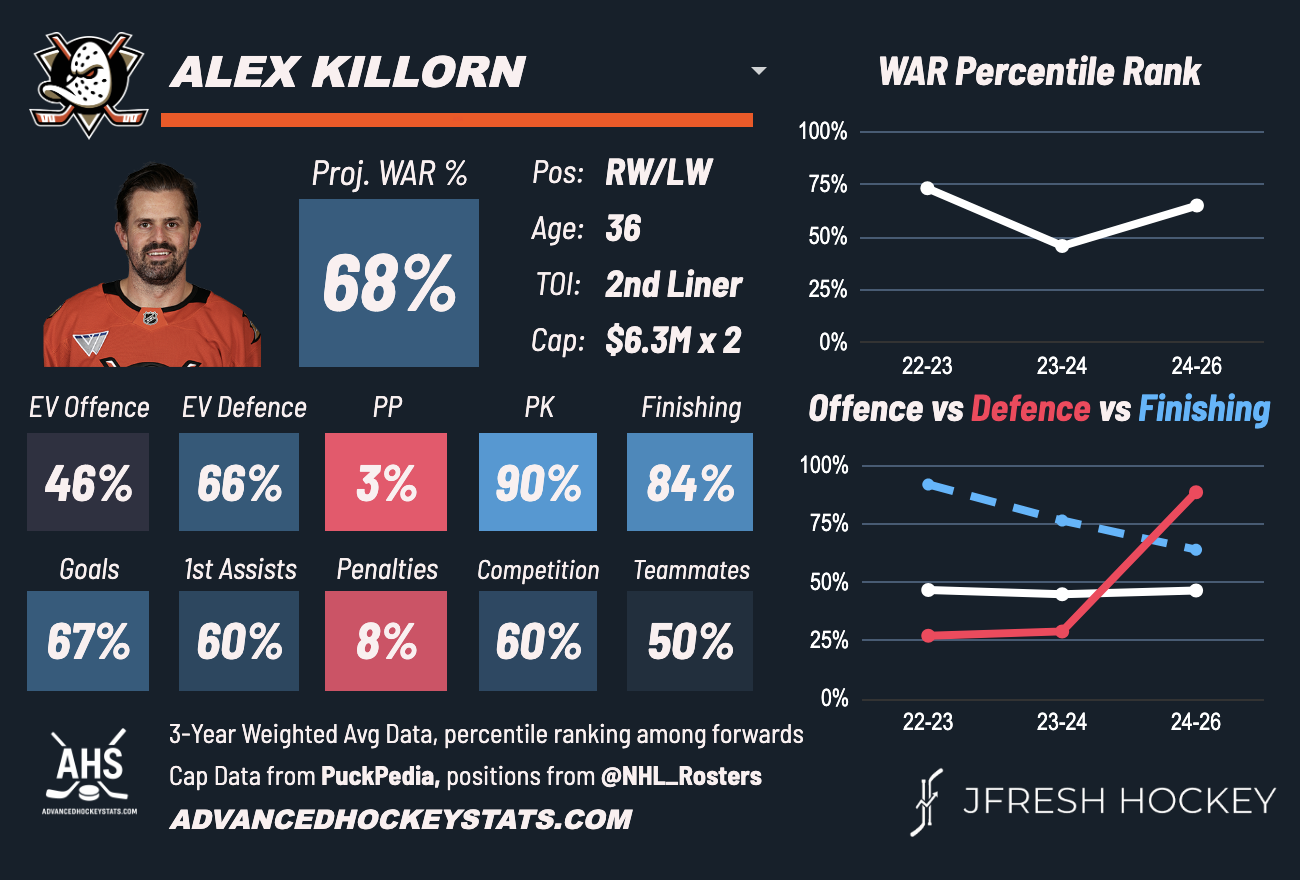 ALEX KILLORN
WAR Percentile Rank
Proj. WAR %
68%
Pos: RW/LW
Age: 36
TOI: 2nd Liner
Cap: $6.3M x 2
100%
75%
50%
25%
0%
22-23 23-24 24-26
EV Offence EV Defence PP PK Finishing
46% 66% 3% 90% 84%
Goals 1st Assists Penalties Competition Teammates
67% 60% 8% 60% 50%
Offence vs Defence vs Finishing
100%
75%
50%
25%
0%
22-23 23-24 24-26
AHS
ADVANCEDHOCKEYSTATS.COM
3-Year Weighted Avg Data, percentile ranking among forwards
Cap Data from PuckPedia, positions from @NHL_Rosters
ADVANCEDHOCKEYSTATS.COM
JFRESH HOCKEY